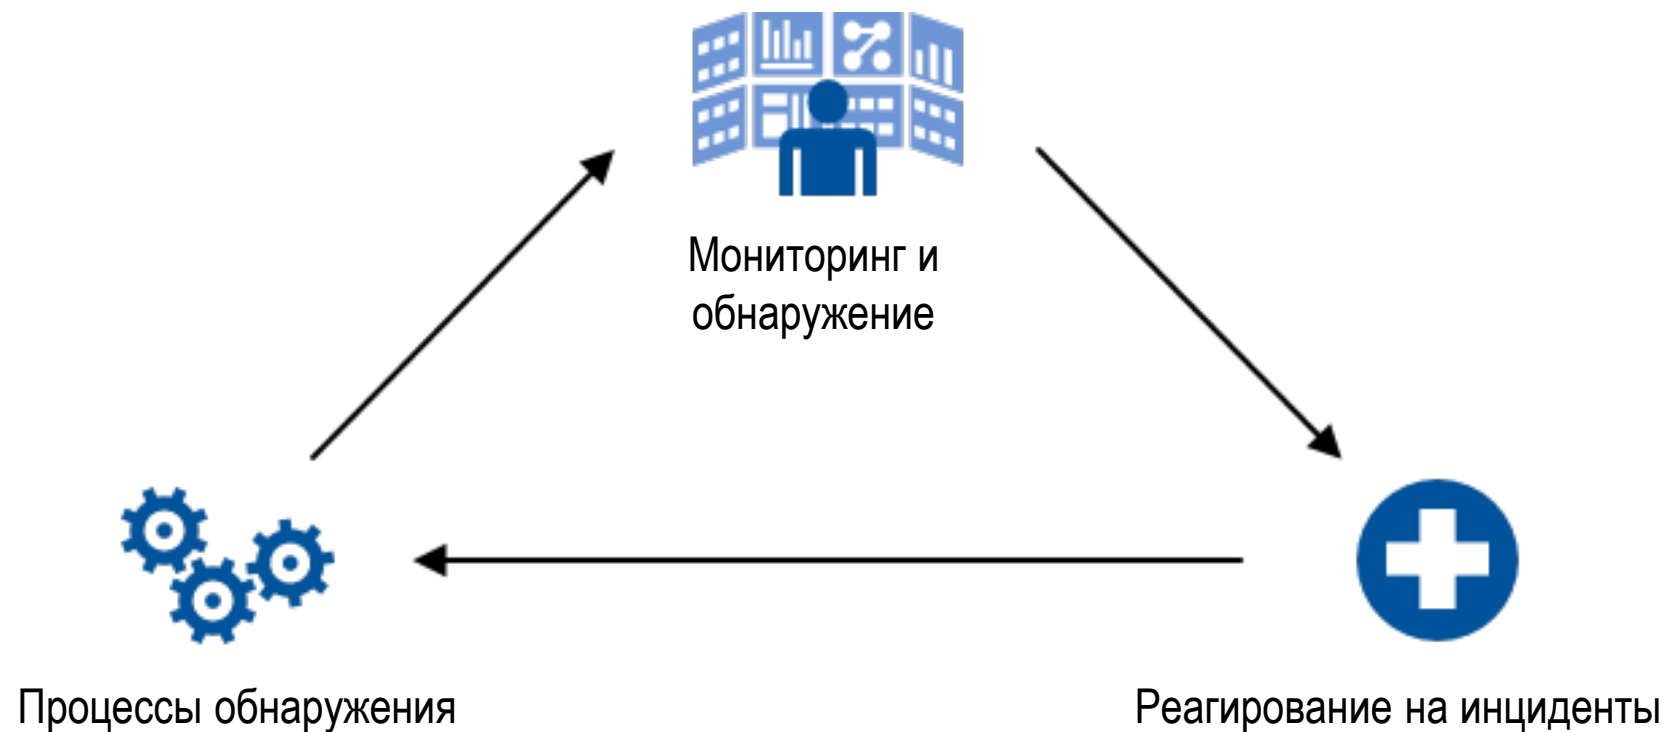 Мониторинг и
обнаружение
Процессы обнаружения
Реагирование на инциденты